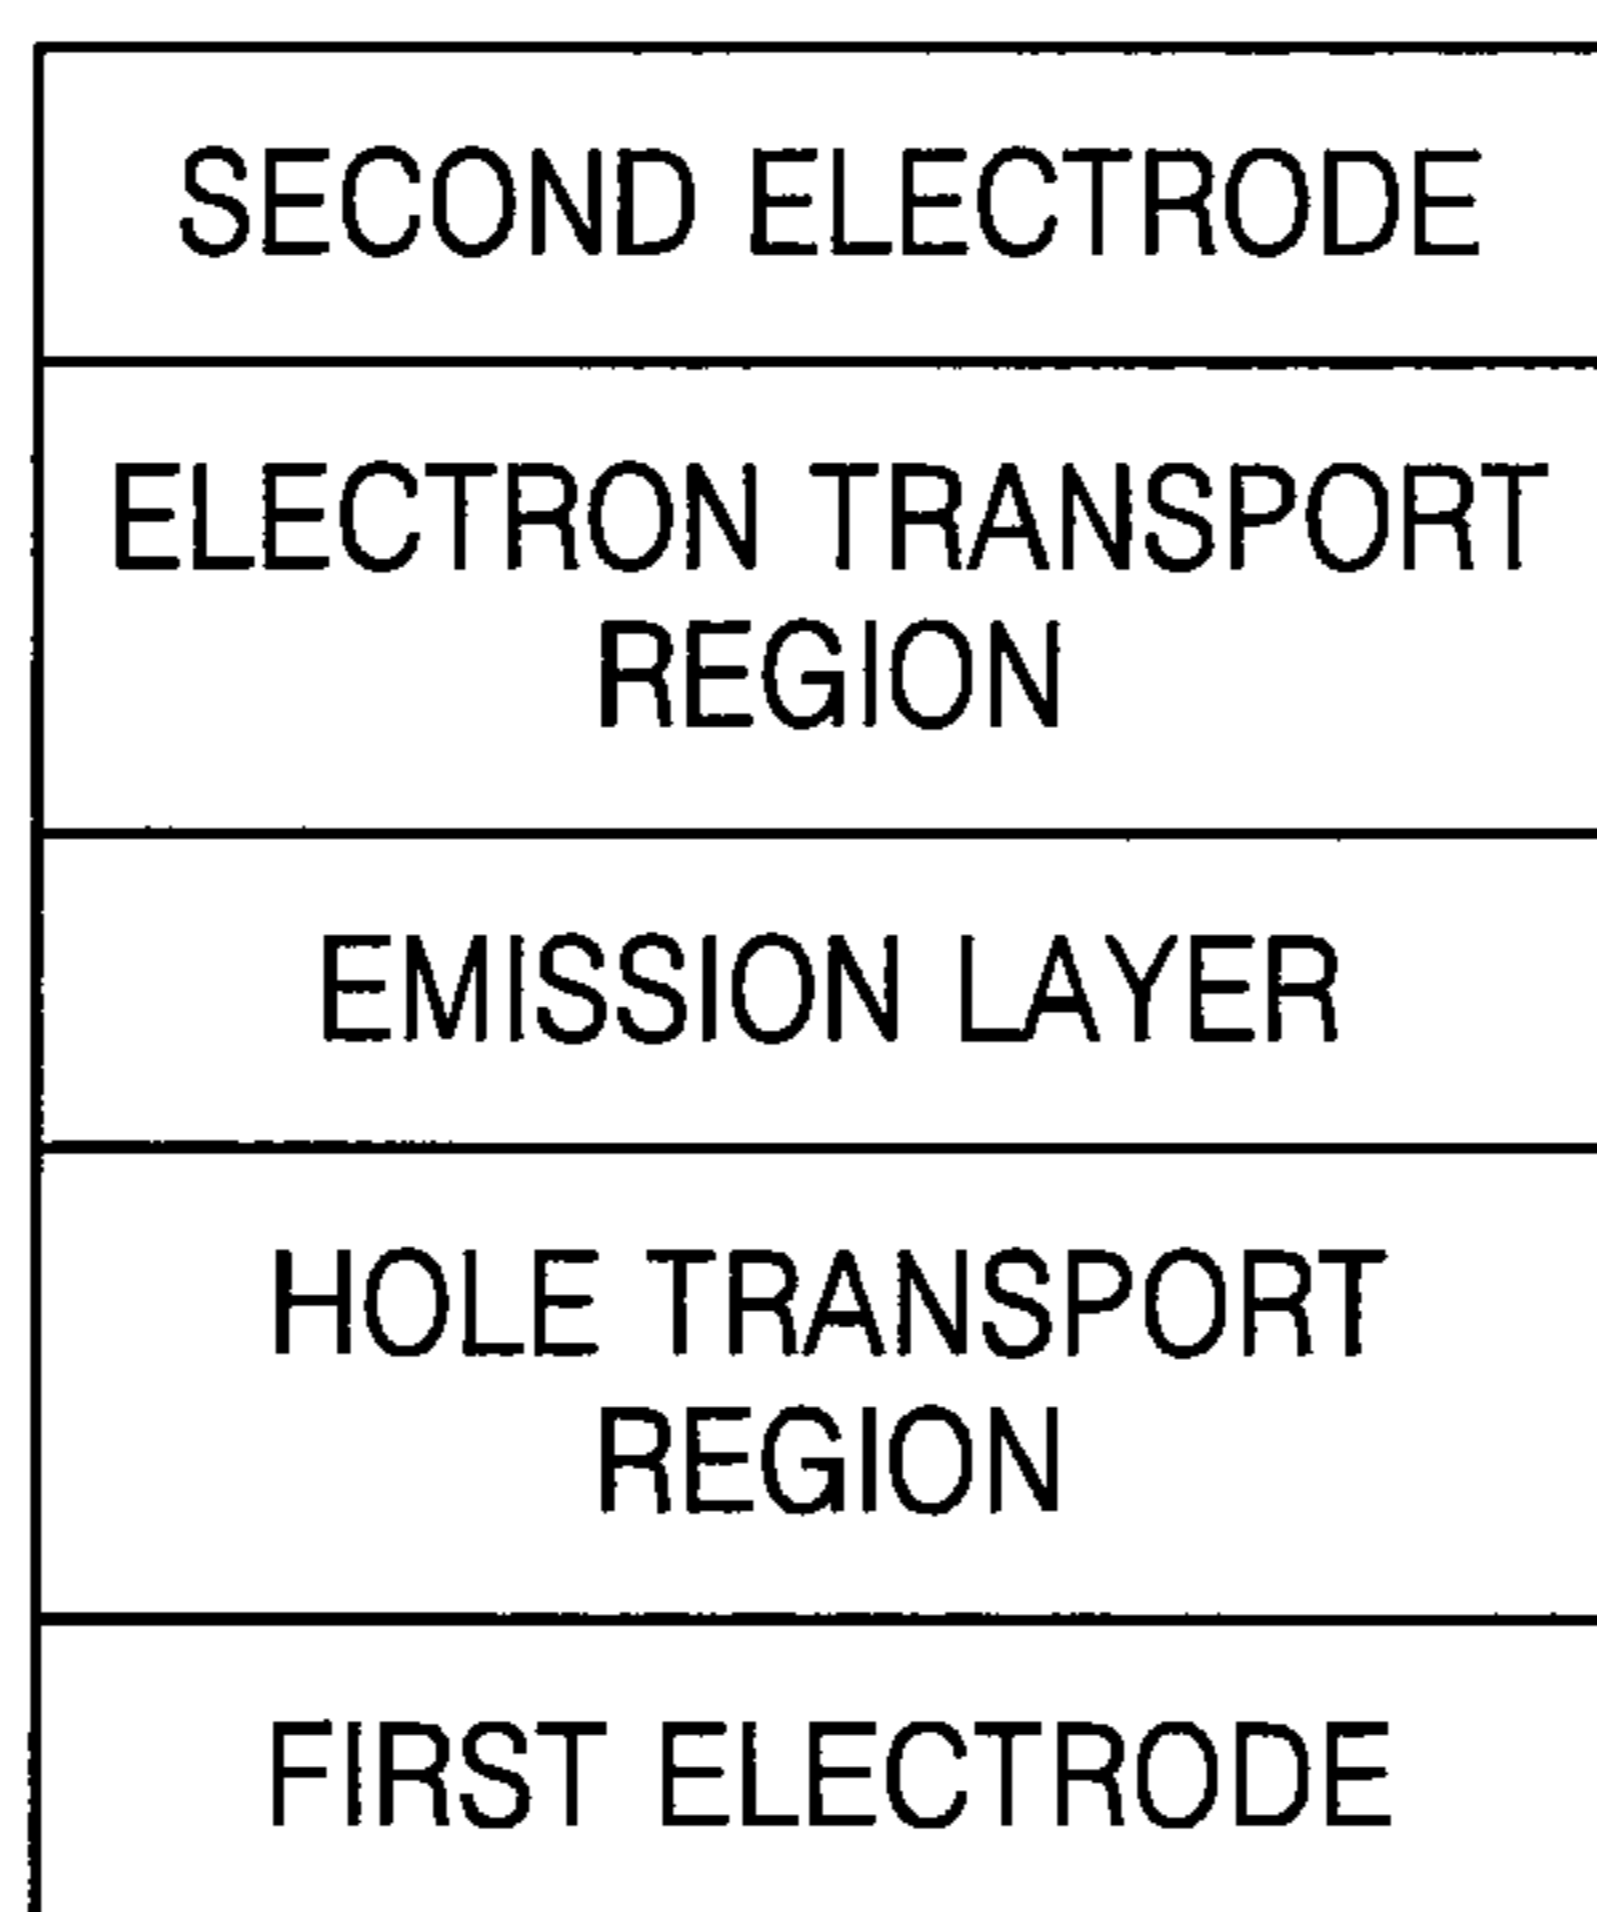 SECOND ELECTRODE
ELECTRON TRANSPORT
REGION
EMISSION LAYER
HOLE TRANSPORT
REGION
FIRST ELECTRODE